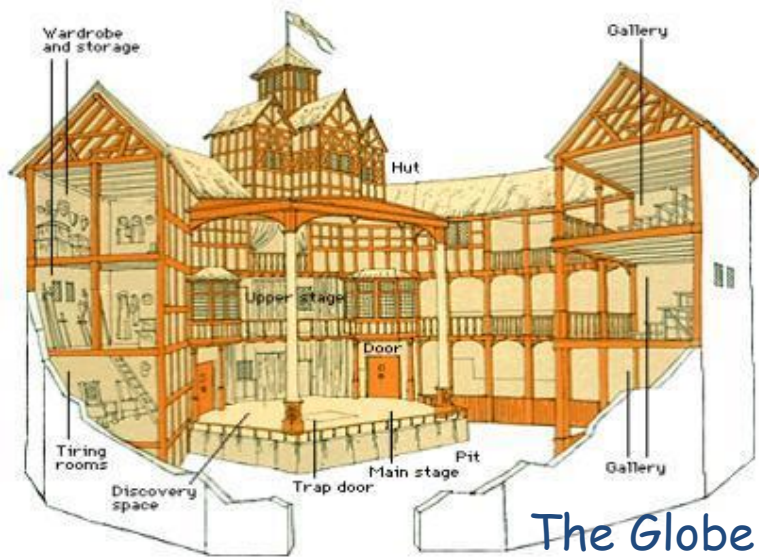 Wardrobe
and storage
Gallery
Hut
Upper stage
Door
Tiring
rooms
Discovery
space
Trap door
Main stage
Pit
Gallery
The Globe